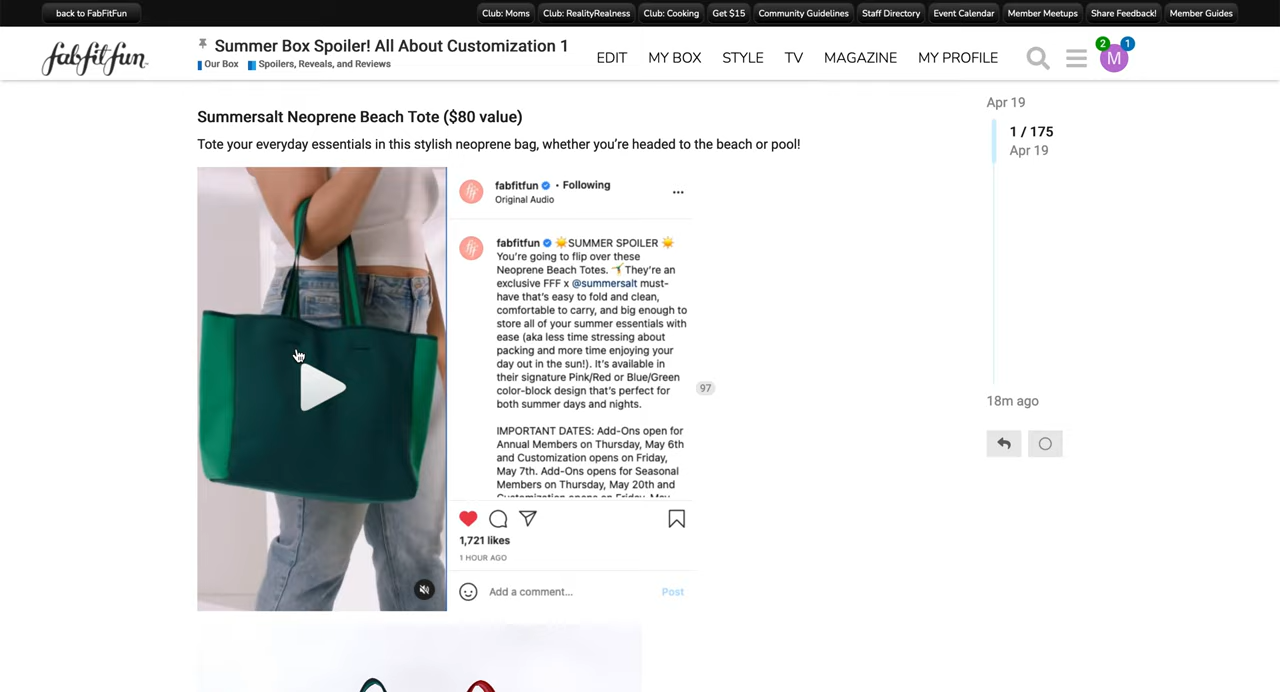 back to FabFitFun
Club: Moms
Club: RealityRealness
Club: Cooking
Get $15
Community Guidelines
Staff Directory
Event Calendar
Member Meetups
Share Feedback!
Member Guides
fabfitfun
Summer Box Spoiler! All About Customization 1
Our Box Spoilers, Reveals, and Reviews
EDIT
MY BOX
STYLE
TV
MAGAZINE
MY PROFILE
2
1
M
Summersalt Neoprene Beach Tote ($80 value)
Tote your everyday essentials in this stylish neoprene bag, whether you’re headed to the beach or pool!
fff
fabfitfun • Following
Original Audio
fff
fabfitfun ☀️SUMMER SPOILER ☀️
You're going to flip over these
Neoprene Beach Totes. 🤸They're an
exclusive FFF x @summersalt must-
have that's easy to fold and clean,
comfortable to carry, and big enough to
store all of your summer essentials with
ease (aka less time stressing about
packing and more time enjoying your
day out in the sun!). It's available in
their signature Pink/Red or Blue/Green
color-block design that's perfect for
both summer days and nights.
IMPORTANT DATES: Add-Ons open for
Annual Members on Thursday, May 6th
and Customization opens on Friday,
May 7th. Add-Ons opens for Seasonal
Members on Thursday, May 20th and
Customization opens on Friday, May
1,721 likes
1 HOUR AGO
Add a comment...
Post
97
Apr 19
1 / 175
Apr 19
18m ago